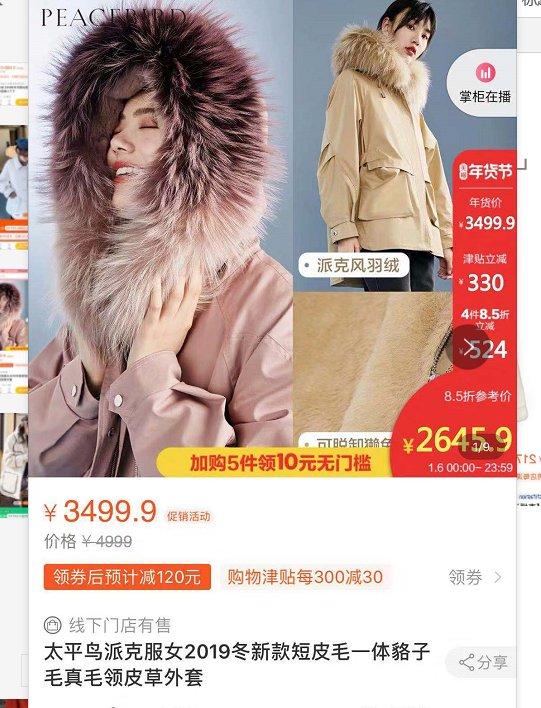 PEACEBIRD
掌柜在播
年货节
年货价
¥3499.9
津贴立减
¥330
4件8.5折
立减
524
派克风羽绒
8.5折参考价
¥2645.9
1/9
1.6 00:00~ 23:59
加购5件领10元无门槛
¥ 3499.9 促销活动
价格 ¥ 4999
领券后预计减120元 购物津贴每300减30 领券
线下门店有售
太平鸟派克服女2019冬新款短皮毛一体貉子
毛真毛领皮草外套
分享